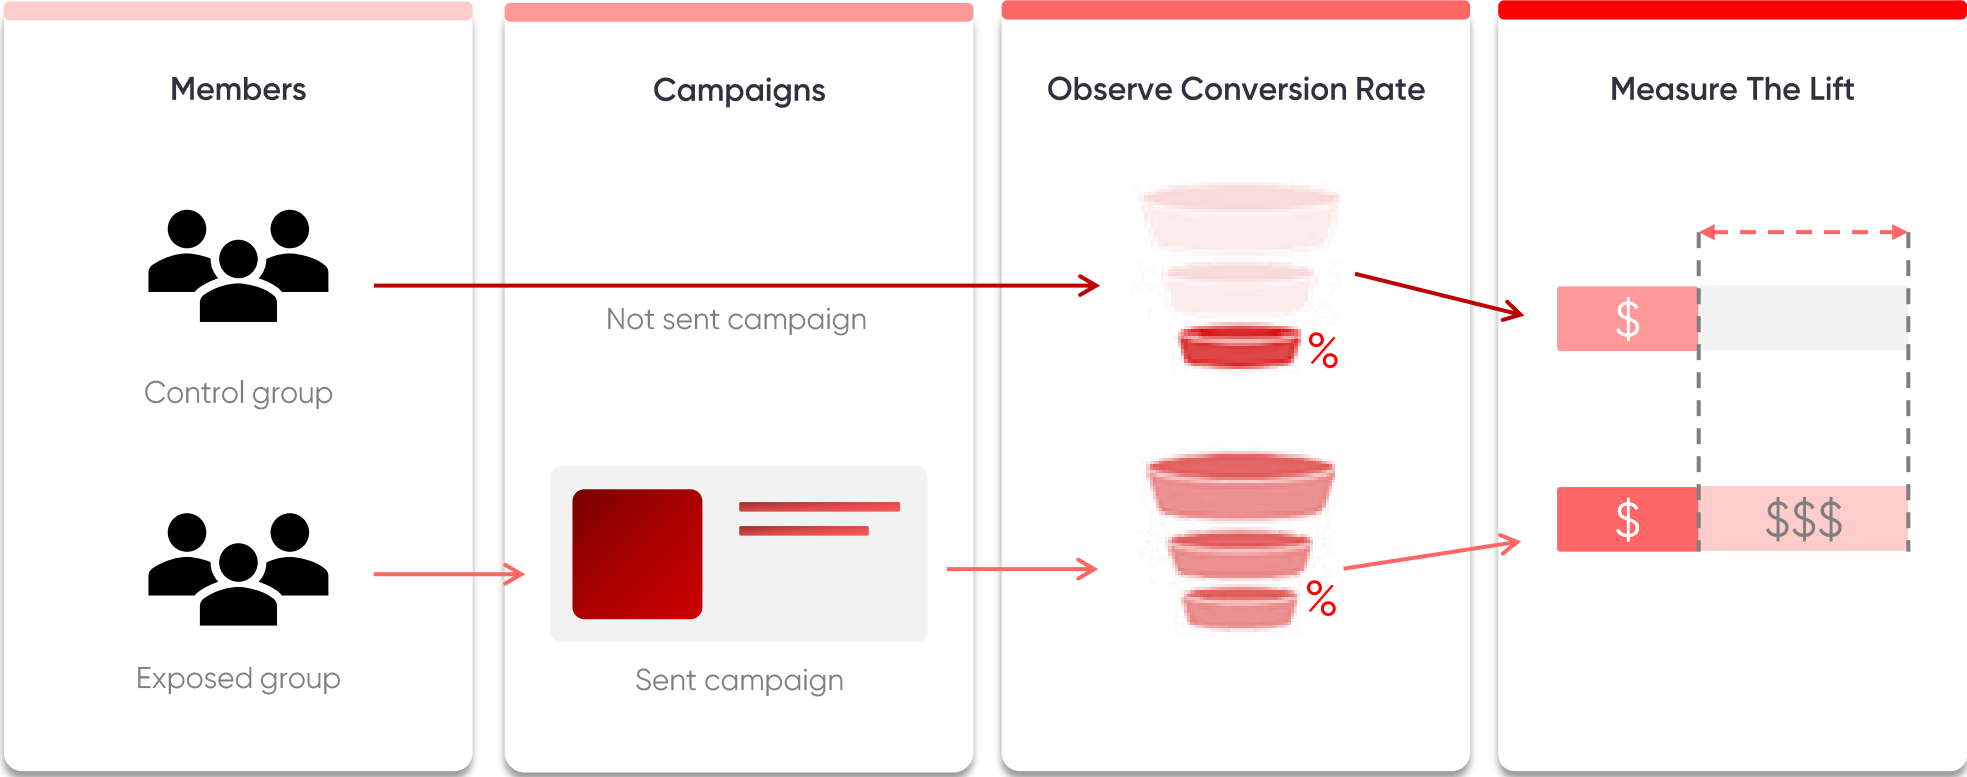 Members
Control group
Exposed group
Campaigns
Not sent campaign
Sent campaign
Observe Conversion Rate
%
%
Measure The Lift
$
$ $$$